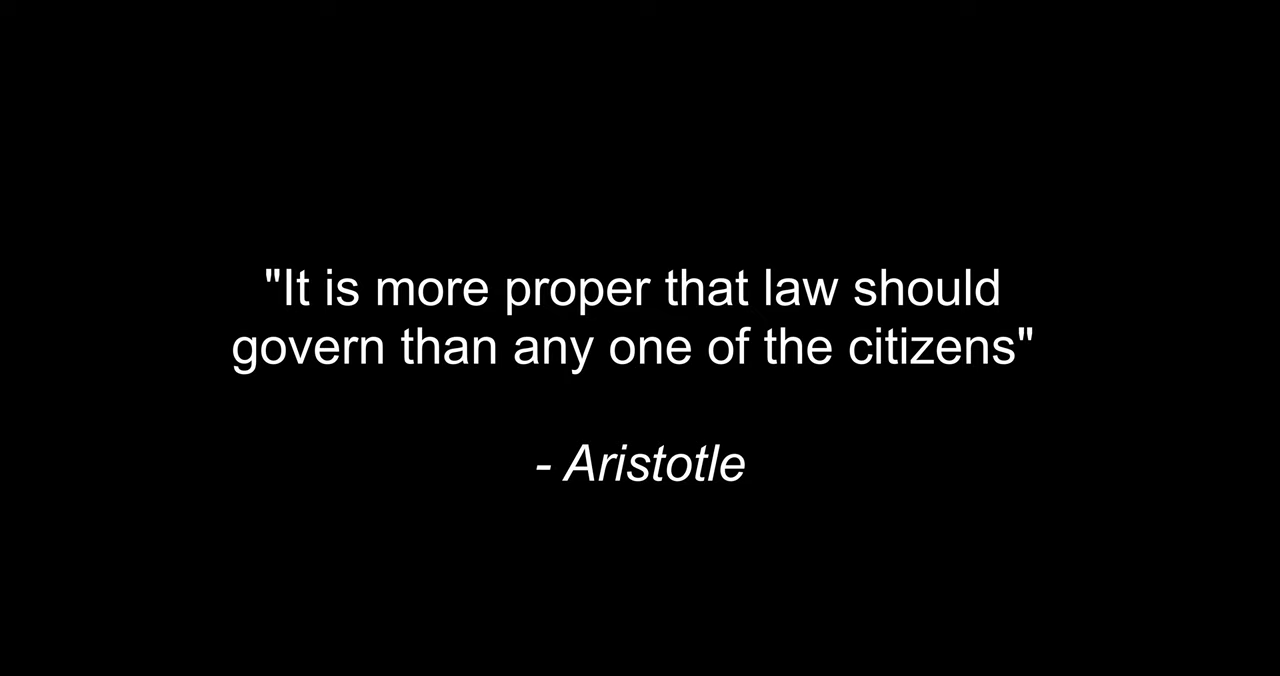 "It is more proper that law should
govern than any one of the citizens"
- Aristotle